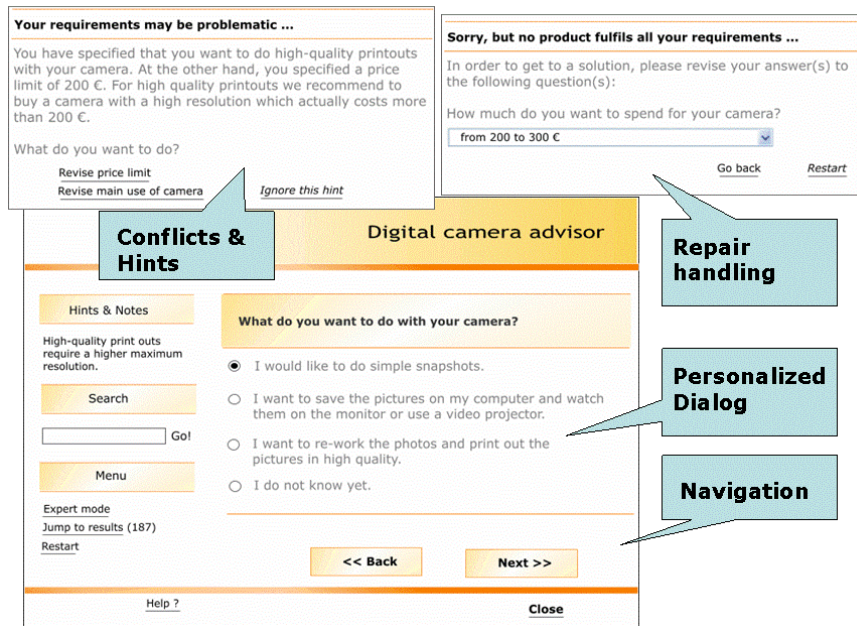 Your requirements may be problematic ...
You have specified that you want to do high-quality printouts
with your camera. At the other hand, you specified a price
limit of 200 €. For high quality printouts we recommend to
buy a camera with a high resolution which actually costs more
than 200 €.
What do you want to do?
Revise price limit
Revise main use of camera
Ignore this hint
Sorry, but no product fulfils all your requirements ...
In order to get to a solution, please revise your answer(s) to
the following question(s):
How much do you want to spend for your camera?
from 200 to 300 €
Go back
Restart
Conflicts &
Hints
Digital camera advisor
Repair
handling
Hints & Notes
High-quality print outs
require a higher maximum
resolution.
Search
Go!
Menu
Expert mode
Jump to results (187)
Restart
What do you want to do with your camera?
I would like to do simple snapshots.
I want to save the pictures on my computer and watch
them on the monitor or use a video projector.
I want to re-work the photos and print out the
pictures in high quality.
I do not know yet.
Personalized
Dialog
Navigation
<< Back
Next >>
Help ?
Close